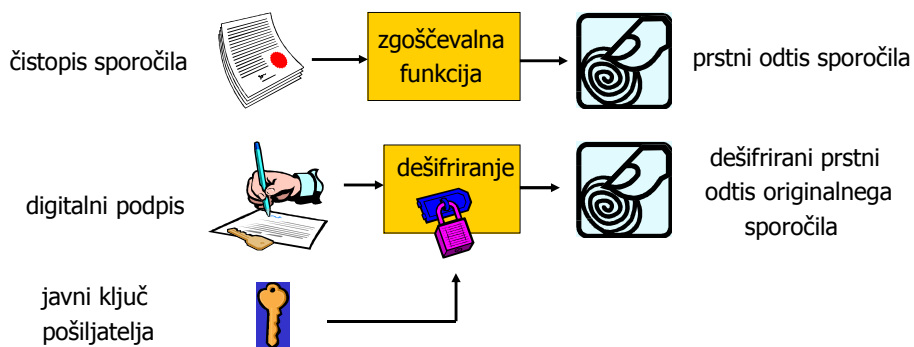 čistopis sporočila
zgoščevalna
funkcija
prstni odtis sporočila
digitalni podpis
dešifriranje
dešifrirani prstni
odtis originalnega
sporočila
javni ključ
pošiljatelja